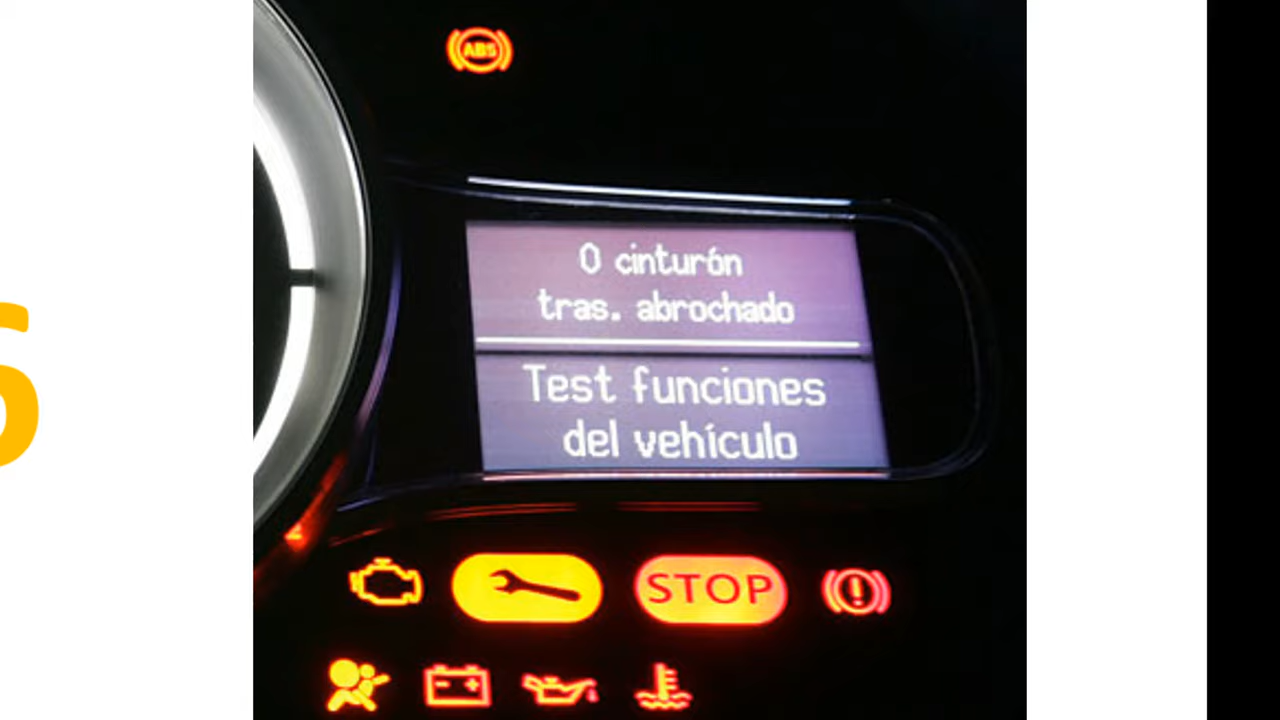 ABS
0 cinturón
tras. abrochado
Test funciones
del vehículo
STOP